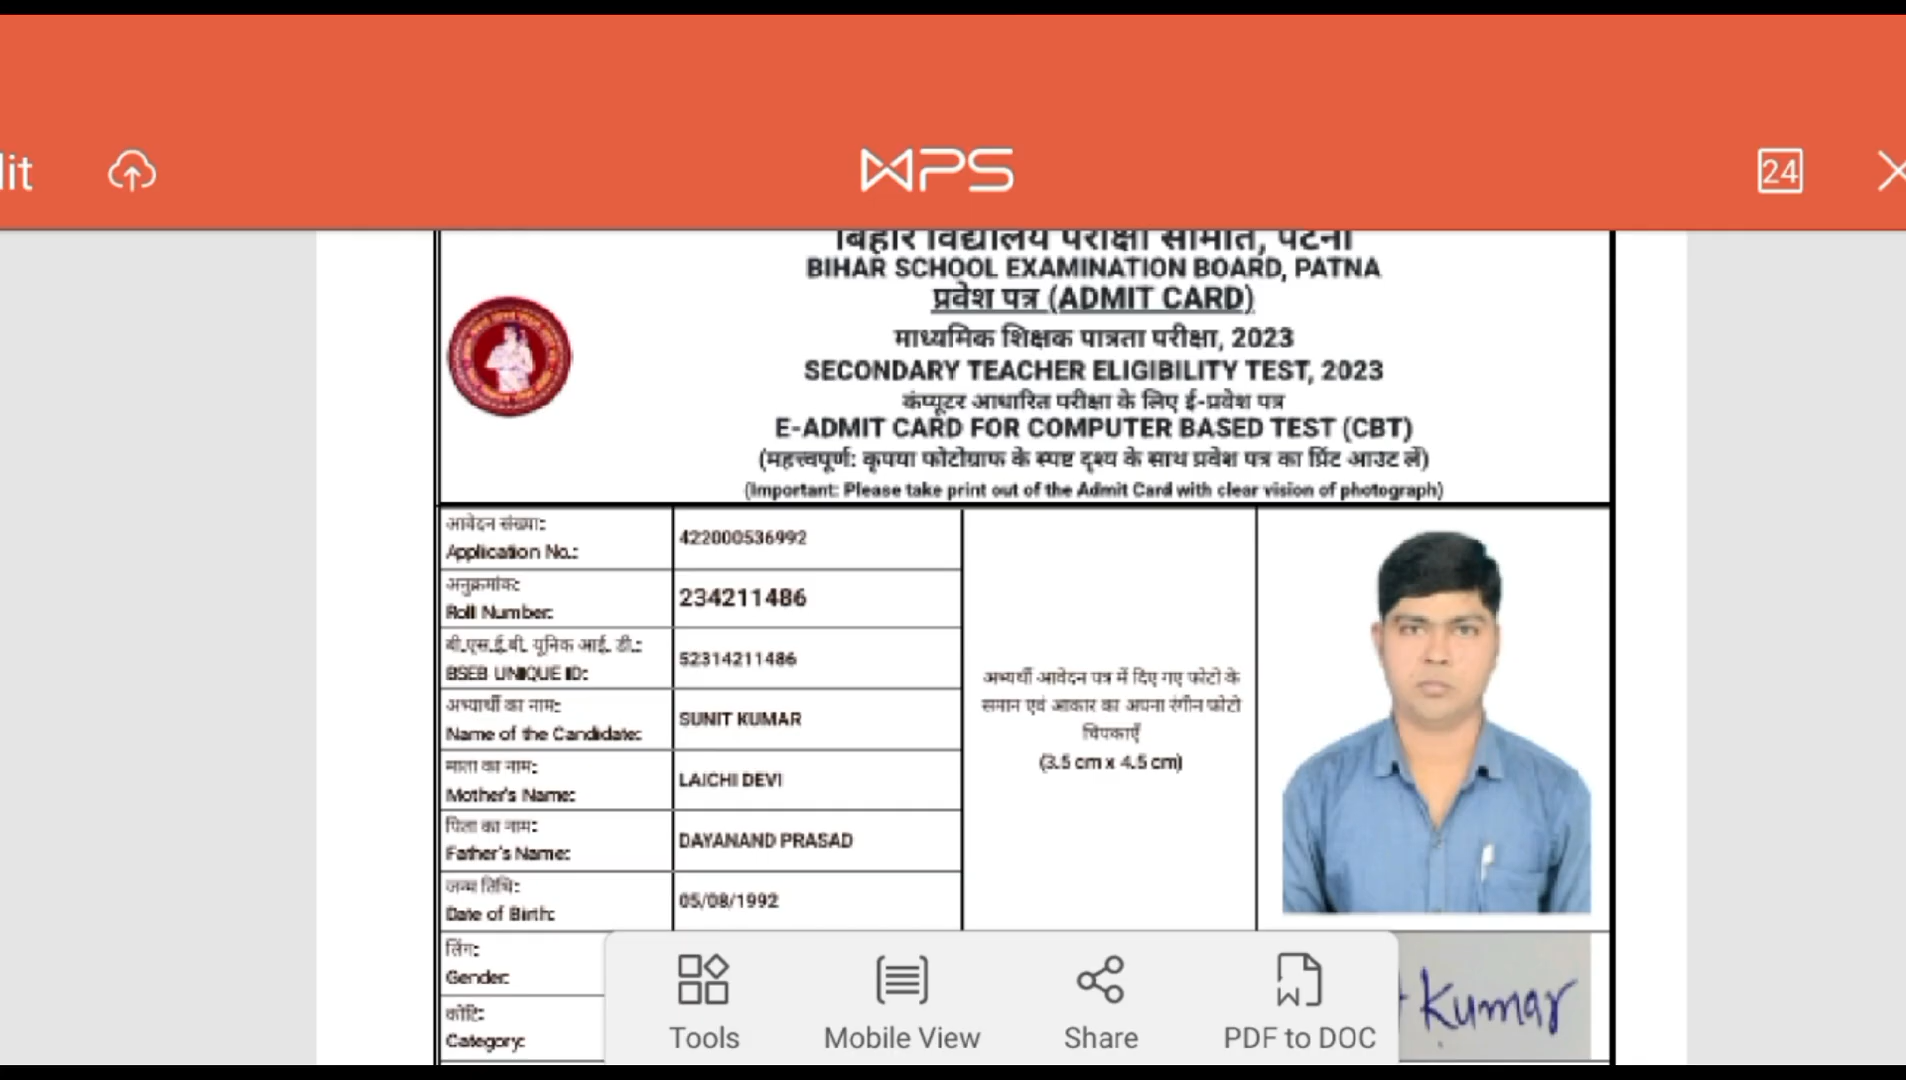 lit
WPS
24
बिहार विद्यालय परीक्षा समिति, पटना
BIHAR SCHOOL EXAMINATION BOARD, PATNA
प्रवेश पत्र (ADMIT CARD)
माध्यमिक शिक्षक पात्रता परीक्षा, 2023
SECONDARY TEACHER ELIGIBILITY TEST, 2023
कंप्यूटर आधारित परीक्षा के लिए ई-प्रवेश पत्र
E-ADMIT CARD FOR COMPUTER BASED TEST (CBT)
(महत्त्वपूर्ण: कृपया फोटोग्राफ के स्पष्ट दृश्य के साथ प्रवेश पत्र का प्रिंट आउट लें)
(Important: Please take print out of the Admit Card with clear vision of photograph)
आवेदन संख्या:
Application No.:
422000536992
अनुक्रमांक:
Roll Number:
234211486
बी.एस.ई.बी. यूनिक आई. डी.:
BSEB UNIQUE ID:
52314211486
अभ्यार्थी का नाम:
Name of the Candidate:
SUNIT KUMAR
माता का नाम:
Mother's Name:
LAICHI DEVI
पिता का नाम:
Father's Name:
DAYANAND PRASAD
जन्म तिथि:
Date of Birth:
05/08/1992
अभ्यर्थी आवेदन पत्र में दिए गए फोटो के
समान एवं आकार का अपना रंगीन फोटो
चिपकाएँ
(3.5 cm x 4.5 cm)
लिंग:
Gender:
कोटि:
Category:
Kumar
Tools
Mobile View
Share
PDF to DOC